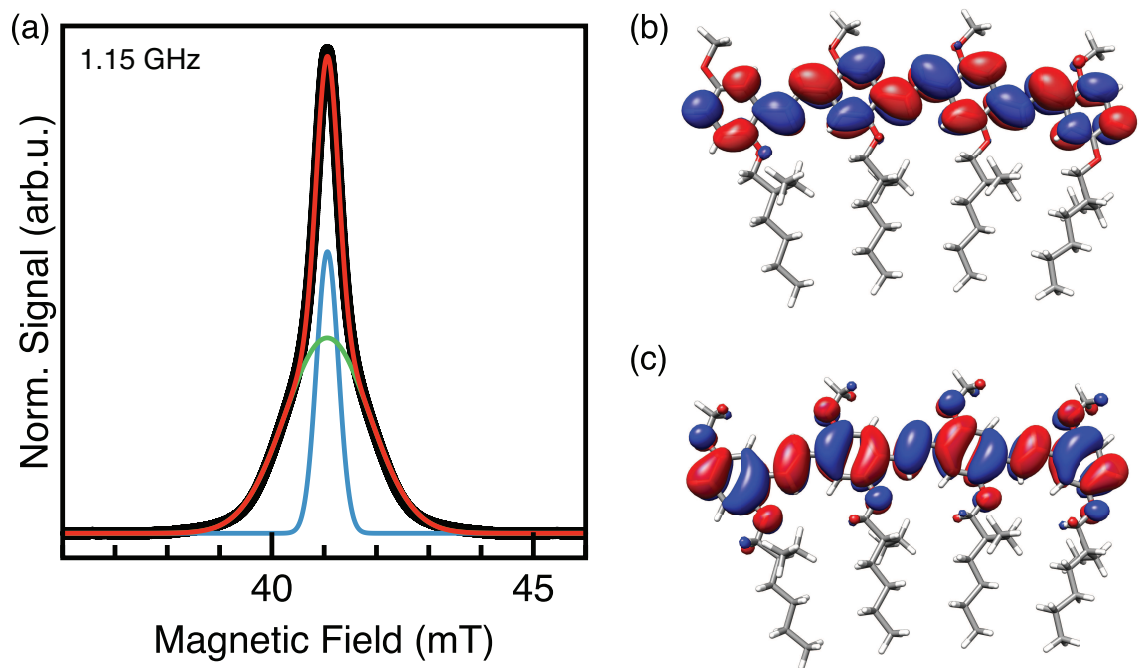 (a)
1.15 GHz
Norm. Signal (arb.u.)
40
45
Magnetic Field (mT)
(b)
(c)